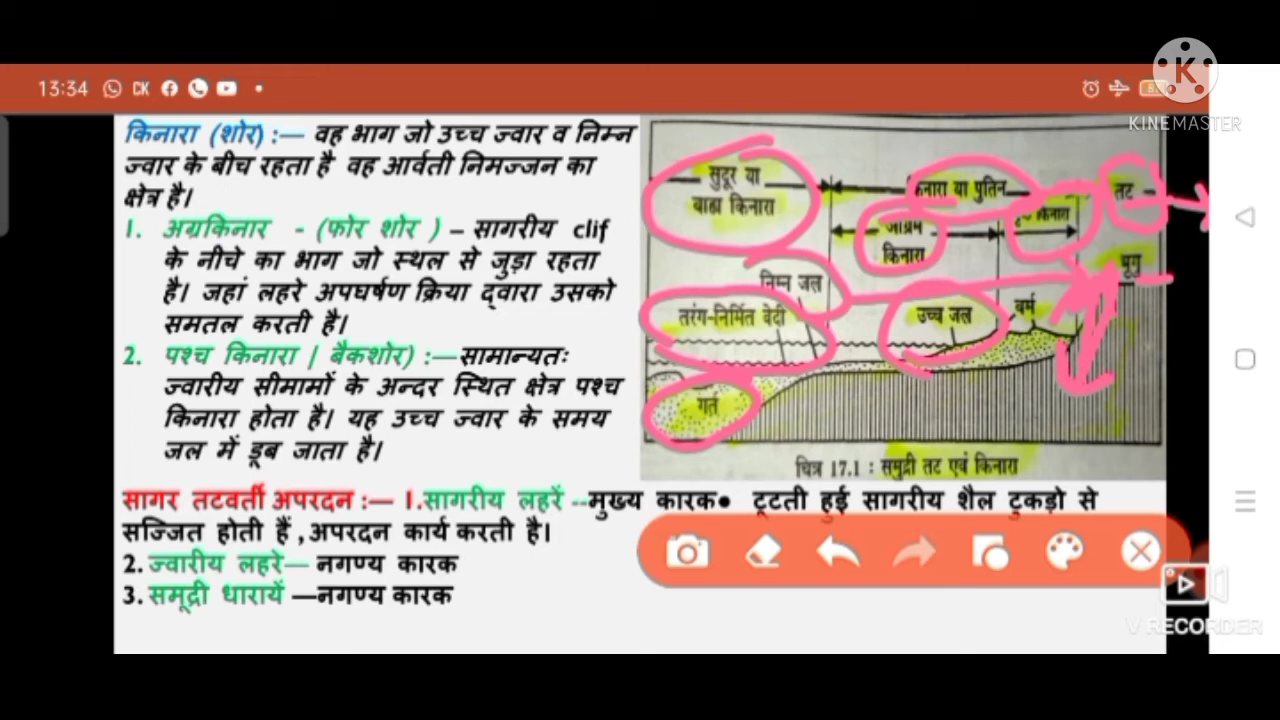 13:34
KINEMASTER
किनारा (शोर) :— वह भाग जो उच्च ज्वार व निम्न
ज्वार के बीच रहता है वह आर्वती निमज्जन का
क्षेत्र है।
1. अग्रकिनार - (फोर शोर ) – सागरीय clif
के नीचे का भाग जो स्थल से जुड़ा रहता
है। जहां लहरे अपघर्षण क्रिया द्वारा उसको
समतल करती है।
2. पश्च किनारा / बैकशोर) :—सामान्यतः
ज्वारीय सीमामों के अन्दर स्थित क्षेत्र पश्च
किनारा होता है। यह उच्च ज्वार के समय
जल में डूब जाता है।
सुदूर या
बाह्य किनारा
किनारा या पुलिन
तट
अग्रिम
किनारा
किनारा
भृगु
निम्न जल
तरंग-निर्मित वेदी
उच्च जल
बर्म
गर्त
चित्र 17.1 : समुद्री तट एवं किनारा
सागर तटवर्ती अपरदन :— 1.सागरीय लहरें --मुख्य कारक● टूटती हुई सागरीय शैल टुकड़ो से
सज्जित होती हैं ,अपरदन कार्य करती है।
2. ज्वारीय लहरे— नगण्य कारक
3. समूद्री धारायें —नगण्य कारक
V RECORDER